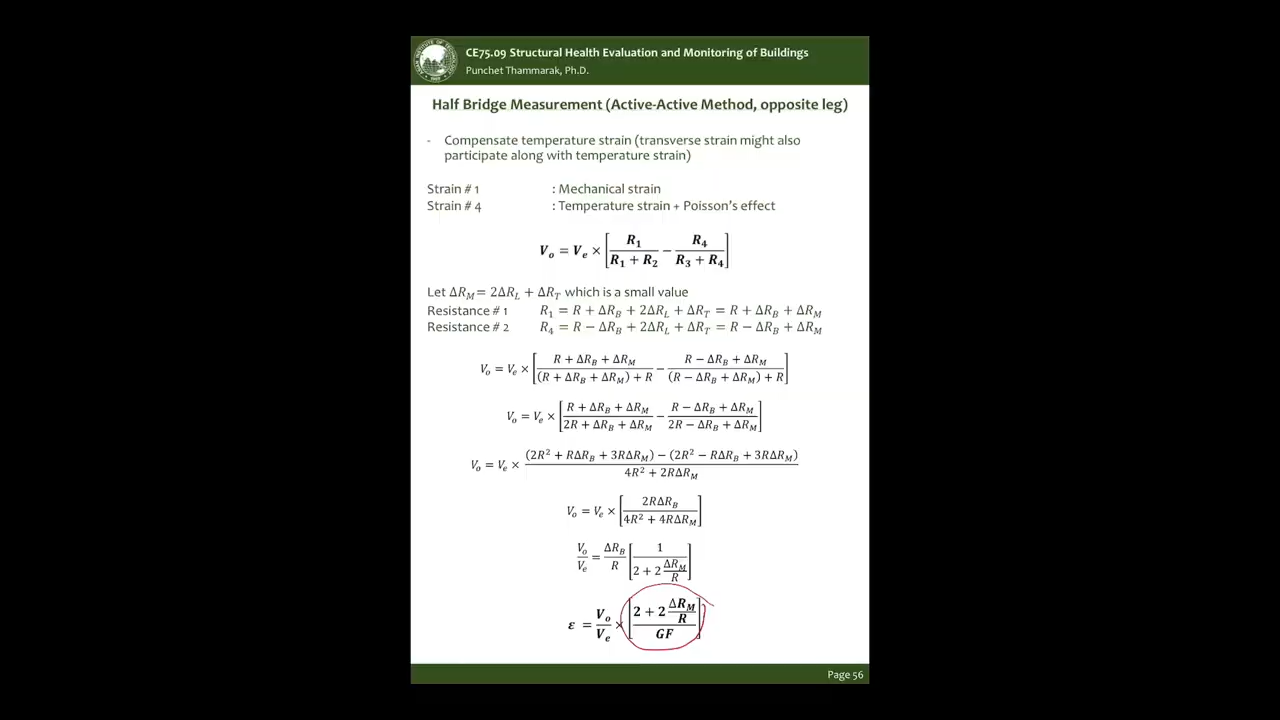 CE75.09 Structural Health Evaluation and Monitoring of Buildings
Punchet Thammarak, Ph.D.
Half Bridge Measurement (Active-Active Method, opposite leg)
- Compensate temperature strain (transverse strain might also
participate along with temperature strain)
Strain # 1 : Mechanical strain
Strain # 4 : Temperature strain + Poisson's effect
V_o = V_e × [R_1/(R_1 + R_2) − R_4/(R_3 + R_4)]
Let ΔR_M = 2ΔR_L + ΔR_T which is a small value
Resistance # 1 R_1 = R + ΔR_B + 2ΔR_L + ΔR_T = R + ΔR_B + ΔR_M
Resistance # 2 R_4 = R − ΔR_B + 2ΔR_L + ΔR_T = R − ΔR_B + ΔR_M
V_o = V_e × [(R + ΔR_B + ΔR_M)/((R + ΔR_B + ΔR_M) + R) − (R − ΔR_B + ΔR_M)/((R − ΔR_B + ΔR_M) + R)]
V_o = V_e × [(R + ΔR_B + ΔR_M)/(2R + ΔR_B + ΔR_M) − (R − ΔR_B + ΔR_M)/(2R − ΔR_B + ΔR_M)]
V_o = V_e × ((2R² + RΔR_B + 3RΔR_M) − (2R² − RΔR_B + 3RΔR_M))/(4R² + 2RΔR_M)
V_o = V_e × [2RΔR_B/(4R² + 4RΔR_M)]
V_o/V_e = ΔR_B/R [1/(2 + 2 ΔR_M/R)]
ε = V_o/V_e × [(2 + 2 ΔR_M/R)/GF]
Page 56